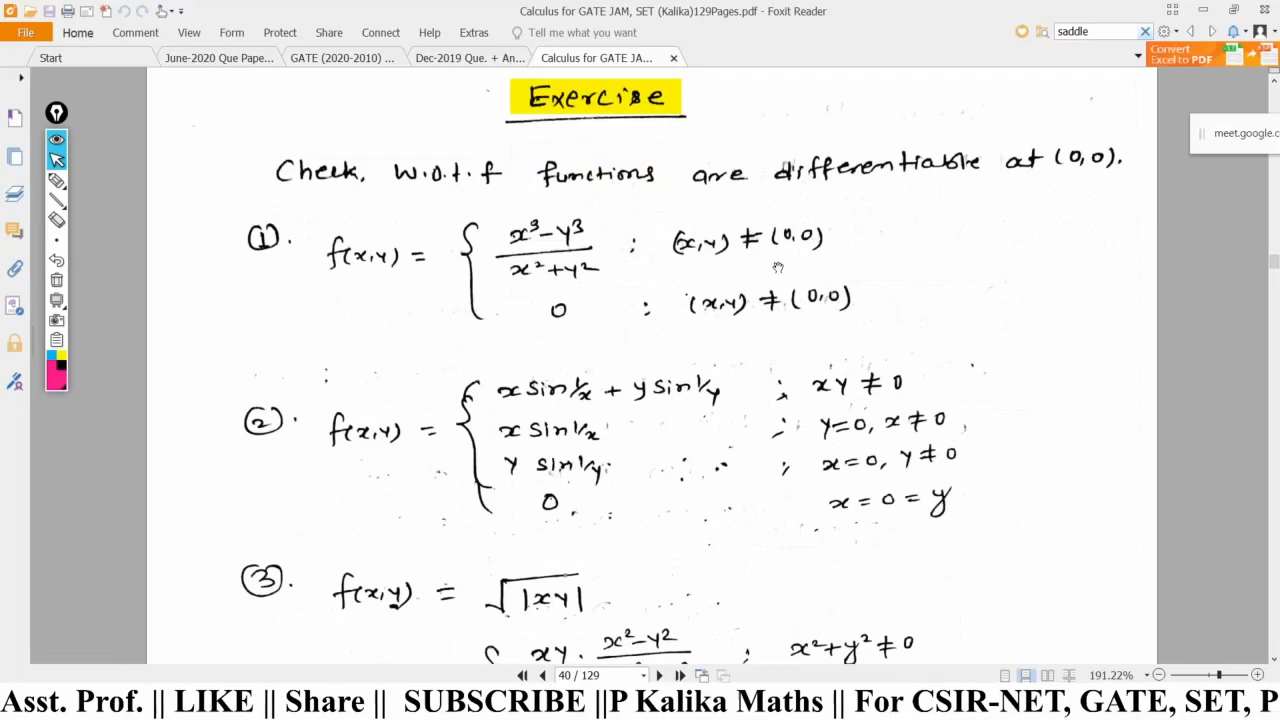 Calculus for GATE JAM, SET (Kalika)129Pages.pdf - Foxit Reader
File Home Comment View Form Protect Share Connect Help Extras Tell me what you want
saddle
Start June-2020 Que Pape... GATE (2020-2010) ... Dec-2019 Que. + An... Calculus for GATE JA... × Convert Excel to PDF
Exercise
meet.google.c
Check, W.O.t.f functions are differentiable at (0,0).
①. f(x,y) = { x³-y³ / x²+y² ; (x,y) ≠ (0,0)
0 ; (x,y) ≠ (0,0)
②. f(x,y) = { x sin 1/x + y sin 1/y ; xy ≠ 0
x sin 1/x ; y=0, x ≠ 0
y sin 1/y ; x=0, y ≠ 0
0 x = 0 = y
③. f(x,y) = √|xy|
xy · x²-y² ; x²+y² ≠ 0
40 / 129 191.22%
Asst. Prof. || LIKE || Share || SUBSCRIBE ||P Kalika Maths || For CSIR-NET, GATE, SET, P